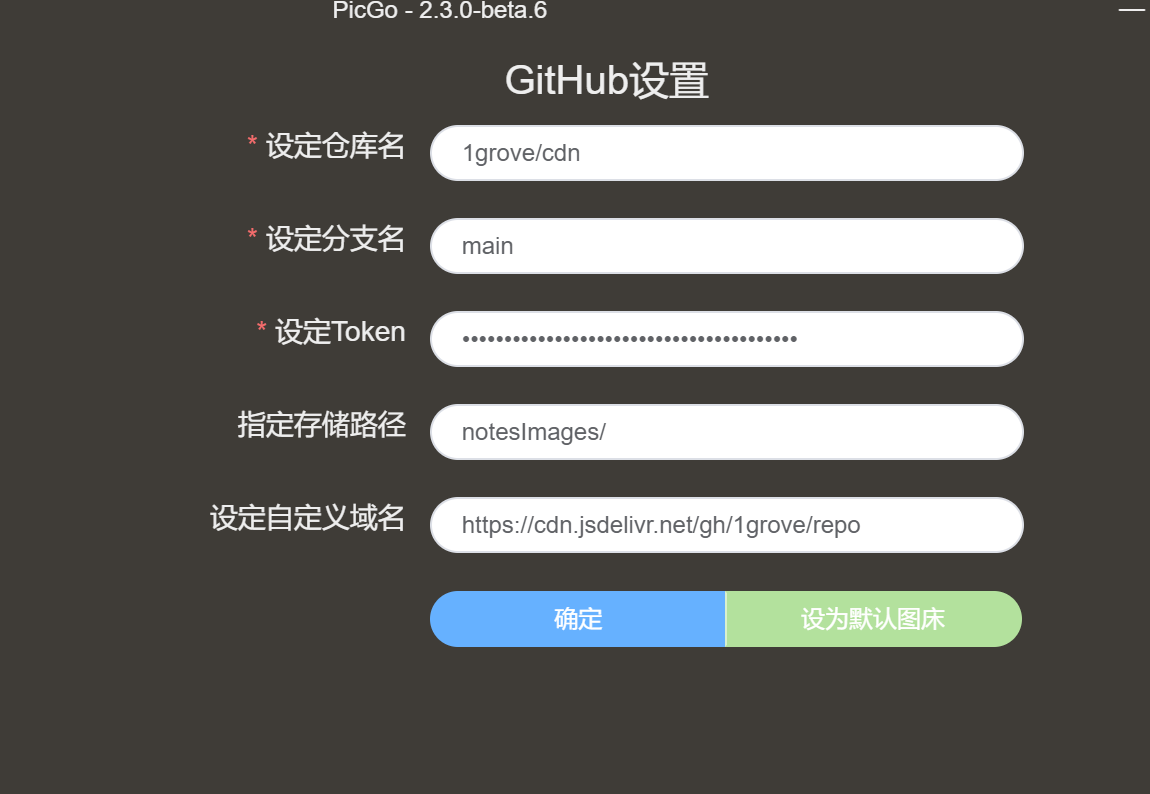 PicGo - 2.3.0-beta.6
GitHub设置
* 设定仓库名
1grove/cdn
* 设定分支名
main
* 设定Token
指定存储路径
notesImages/
设定自定义域名
https://cdn.jsdelivr.net/gh/1grove/repo
确定
设为默认图床